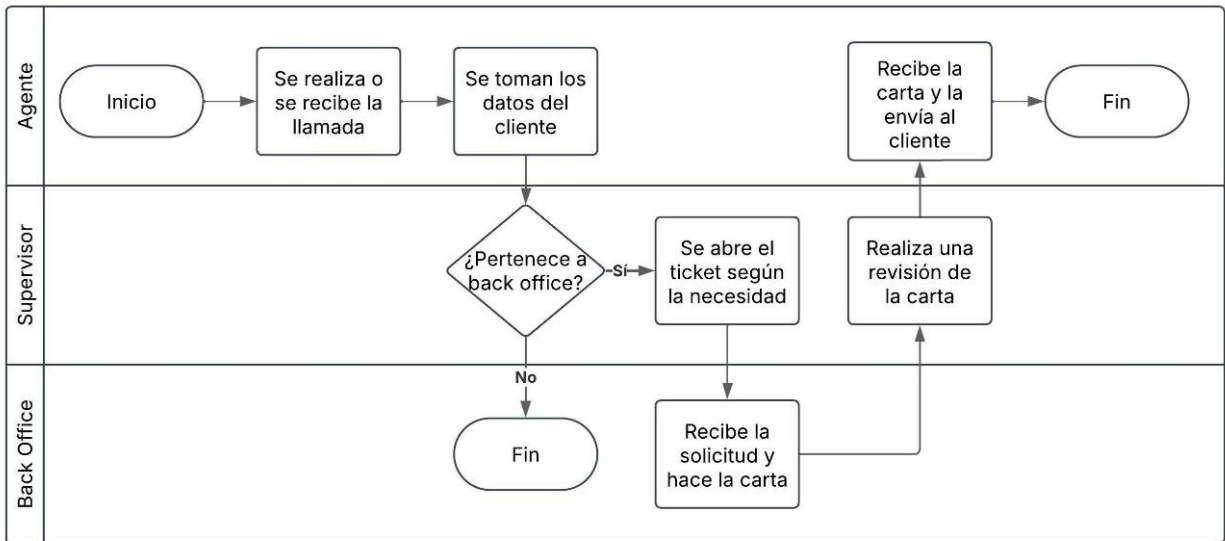 Agente
Inicio
Se realiza o
se recibe la
llamada
Se toman los
datos del
cliente
Recibe la
carta y la
envía al
cliente
Fin
Supervisor
¿Pertenece a
back office?
Sí
Se abre el
ticket según
la necesidad
Realiza una
revisión de
la carta
No
Back Office
Fin
Recibe la
solicitud y
hace la carta